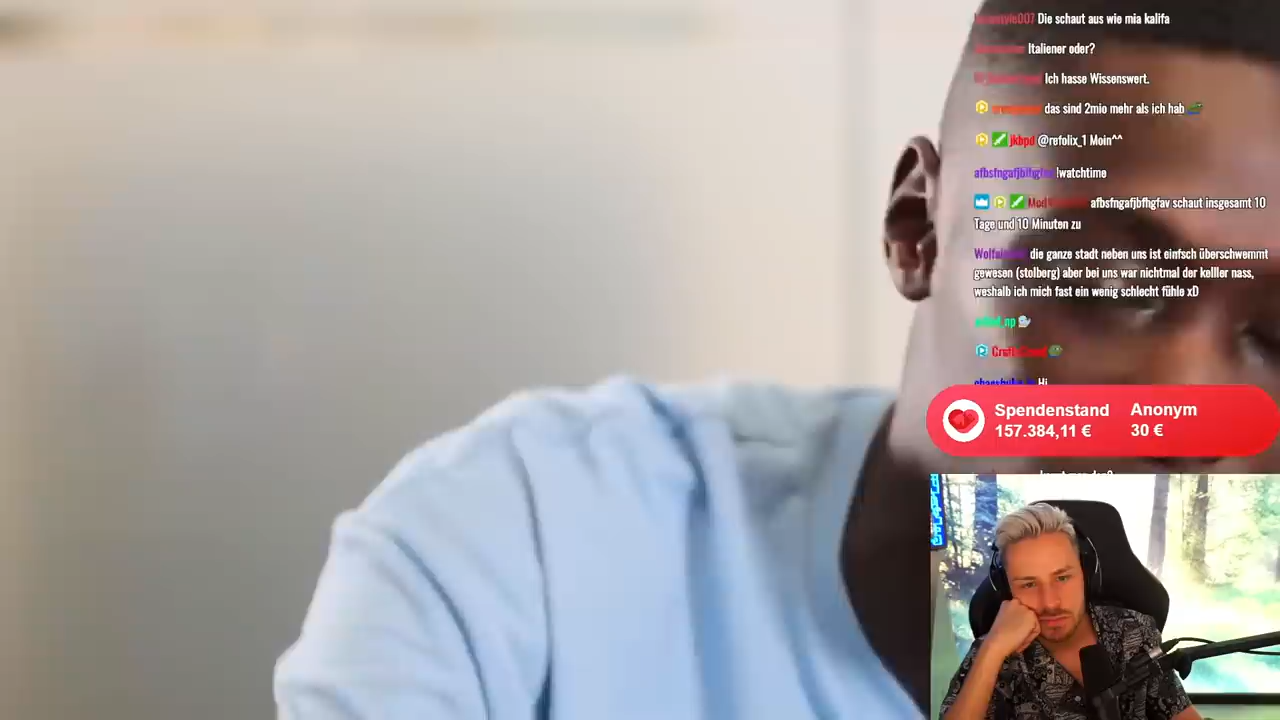 Die schaut aus wie mia kalifa
Italiener oder?
Ich hasse Wissenswert.
das sind 2mio mehr als ich hab
jkbpd @refolix_1 Moin^^
!watchtime
afbsfngafjbfhgfav schaut insgesamt 10
Tage und 10 Minuten zu
die ganze stadt neben uns ist einfsch überschwemmt
gewesen (stolberg) aber bei uns war nichtmal der kelller nass,
weshalb ich mich fast ein wenig schlecht fühle xD
Hi
Spendenstand
157.384,11 €
Anonym
30 €